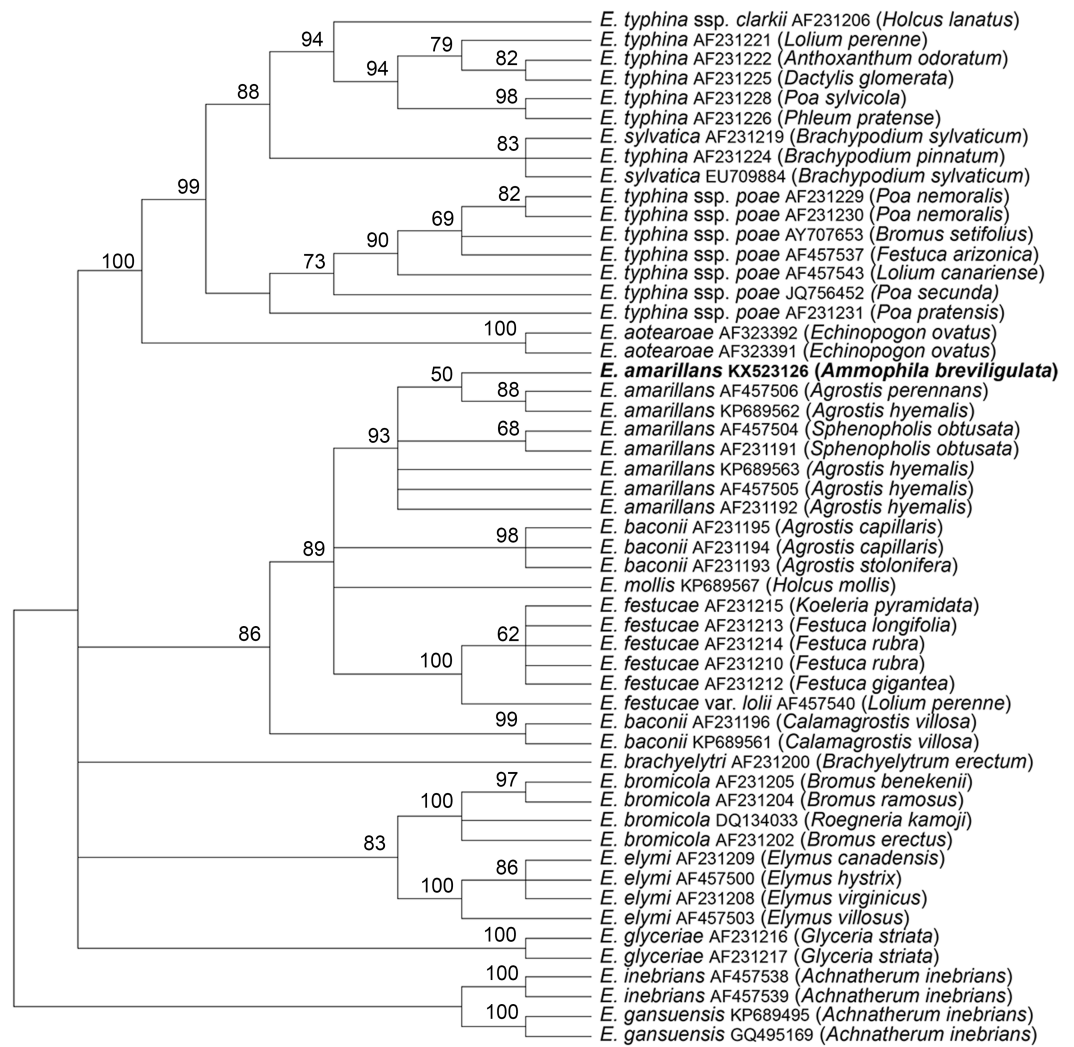 E. typhina ssp. clarkii AF231206 (Holcus lanatus)
94
79
E. typhina AF231221 (Lolium perenne)
82
E. typhina AF231222 (Anthoxanthum odoratum)
94
E. typhina AF231225 (Dactylis glomerata)
88
98
E. typhina AF231228 (Poa sylvicola)
E. typhina AF231226 (Phleum pratense)
83
E. sylvatica AF231219 (Brachypodium sylvaticum)
E. typhina AF231224 (Brachypodium pinnatum)
E. sylvatica EU709884 (Brachypodium sylvaticum)
99
82
E. typhina ssp. poae AF231229 (Poa nemoralis)
69
E. typhina ssp. poae AF231230 (Poa nemoralis)
90
E. typhina ssp. poae AY707653 (Bromus setifolius)
E. typhina ssp. poae AF457537 (Festuca arizonica)
100
73
E. typhina ssp. poae AF457543 (Lolium canariense)
E. typhina ssp. poae JQ756452 (Poa secunda)
E. typhina ssp. poae AF231231 (Poa pratensis)
100
E. aotearoae AF323392 (Echinopogon ovatus)
E. aotearoae AF323391 (Echinopogon ovatus)
50
E. amarillans KX523126 (Ammophila breviligulata)
88
E. amarillans AF457506 (Agrostis perennans)
E. amarillans KP689562 (Agrostis hyemalis)
93
68
E. amarillans AF457504 (Sphenopholis obtusata)
E. amarillans AF231191 (Sphenopholis obtusata)
E. amarillans KP689563 (Agrostis hyemalis)
E. amarillans AF457505 (Agrostis hyemalis)
E. amarillans AF231192 (Agrostis hyemalis)
98
E. baconii AF231195 (Agrostis capillaris)
89
E. baconii AF231194 (Agrostis capillaris)
E. baconii AF231193 (Agrostis stolonifera)
E. mollis KP689567 (Holcus mollis)
E. festucae AF231215 (Koeleria pyramidata)
E. festucae AF231213 (Festuca longifolia)
86
62
E. festucae AF231214 (Festuca rubra)
100
E. festucae AF231210 (Festuca rubra)
E. festucae AF231212 (Festuca gigantea)
E. festucae var. lolii AF457540 (Lolium perenne)
99
E. baconii AF231196 (Calamagrostis villosa)
E. baconii KP689561 (Calamagrostis villosa)
E. brachyelytri AF231200 (Brachyelytrum erectum)
97
E. bromicola AF231205 (Bromus benekenii)
100
E. bromicola AF231204 (Bromus ramosus)
E. bromicola DQ134033 (Roegneria kamoji)
83
E. bromicola AF231202 (Bromus erectus)
86
E. elymi AF231209 (Elymus canadensis)
100
E. elymi AF457500 (Elymus hystrix)
E. elymi AF231208 (Elymus virginicus)
E. elymi AF457503 (Elymus villosus)
100
E. glyceriae AF231216 (Glyceria striata)
E. glyceriae AF231217 (Glyceria striata)
100
E. inebrians AF457538 (Achnatherum inebrians)
E. inebrians AF457539 (Achnatherum inebrians)
100
E. gansuensis KP689495 (Achnatherum inebrians)
E. gansuensis GQ495169 (Achnatherum inebrians)